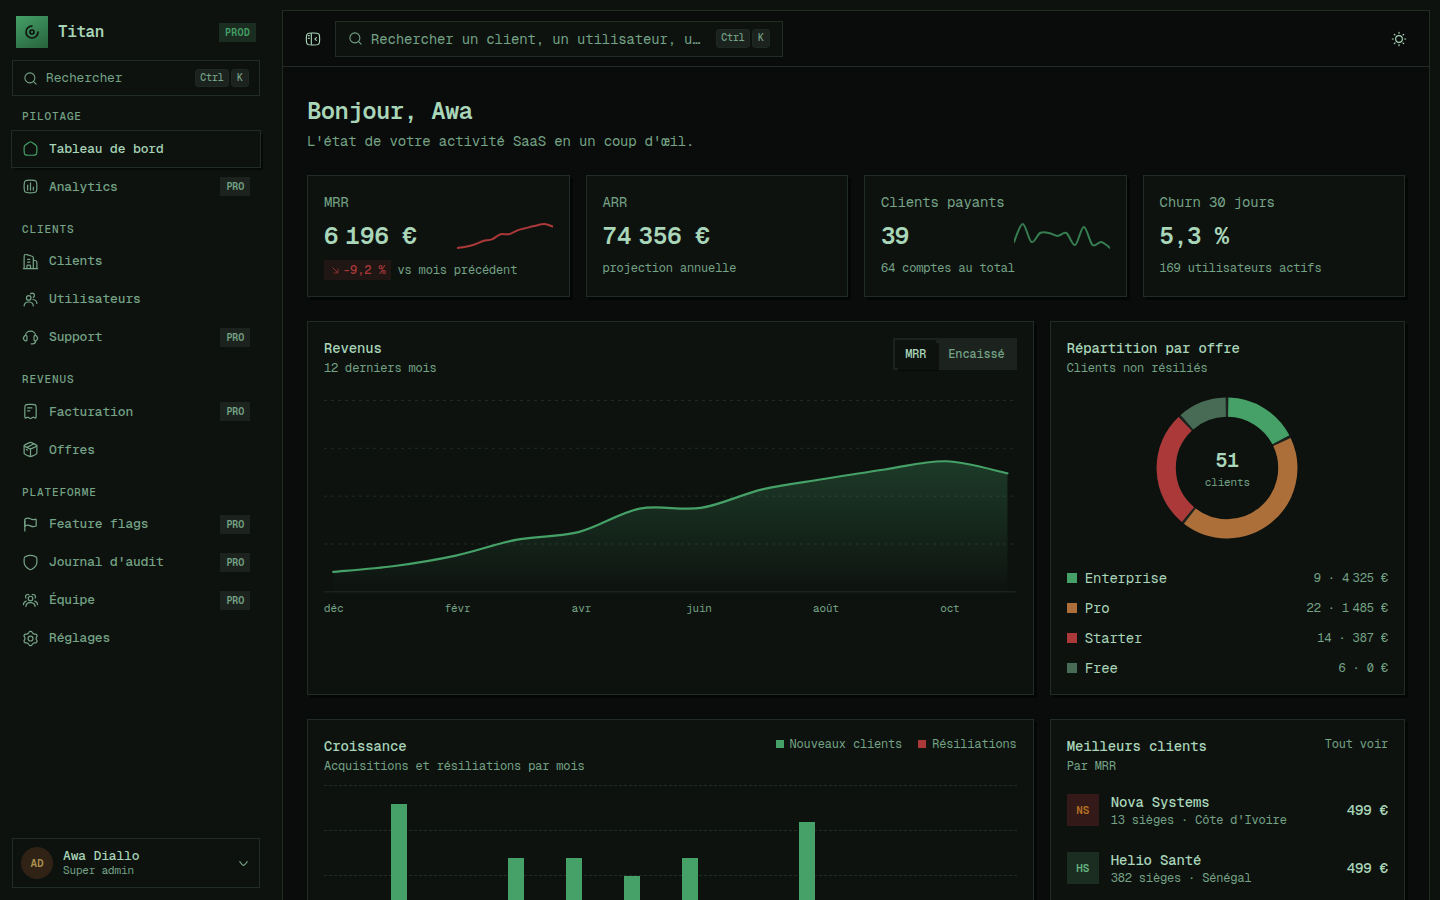 Titan
PROD
Rechercher
Ctrl K
PILOTAGE
Tableau de bord
Analytics
PRO
CLIENTS
Clients
Utilisateurs
Support
PRO
REVENUS
Facturation
PRO
Offres
PLATEFORME
Feature flags
PRO
Journal d'audit
PRO
Équipe
PRO
Réglages
AD
Awa Diallo
Super admin
Rechercher un client, un utilisateur, u…
Ctrl K
Bonjour, Awa
L'état de votre activité SaaS en un coup d'œil.
MRR
6 196 €
-9,2 % vs mois précédent
ARR
74 356 €
projection annuelle
Clients payants
39
64 comptes au total
Churn 30 jours
5,3 %
169 utilisateurs actifs
Revenus
12 derniers mois
MRR
Encaissé
déc
févr
avr
juin
août
oct
Répartition par offre
Clients non résiliés
51
clients
Enterprise
9 · 4 325 €
Pro
22 · 1 485 €
Starter
14 · 387 €
Free
6 · 0 €
Croissance
Acquisitions et résiliations par mois
Nouveaux clients
Résiliations
Meilleurs clients
Par MRR
Tout voir
NS
Nova Systems
13 sièges · Côte d'Ivoire
499 €
HS
Helio Santé
382 sièges · Sénégal
499 €